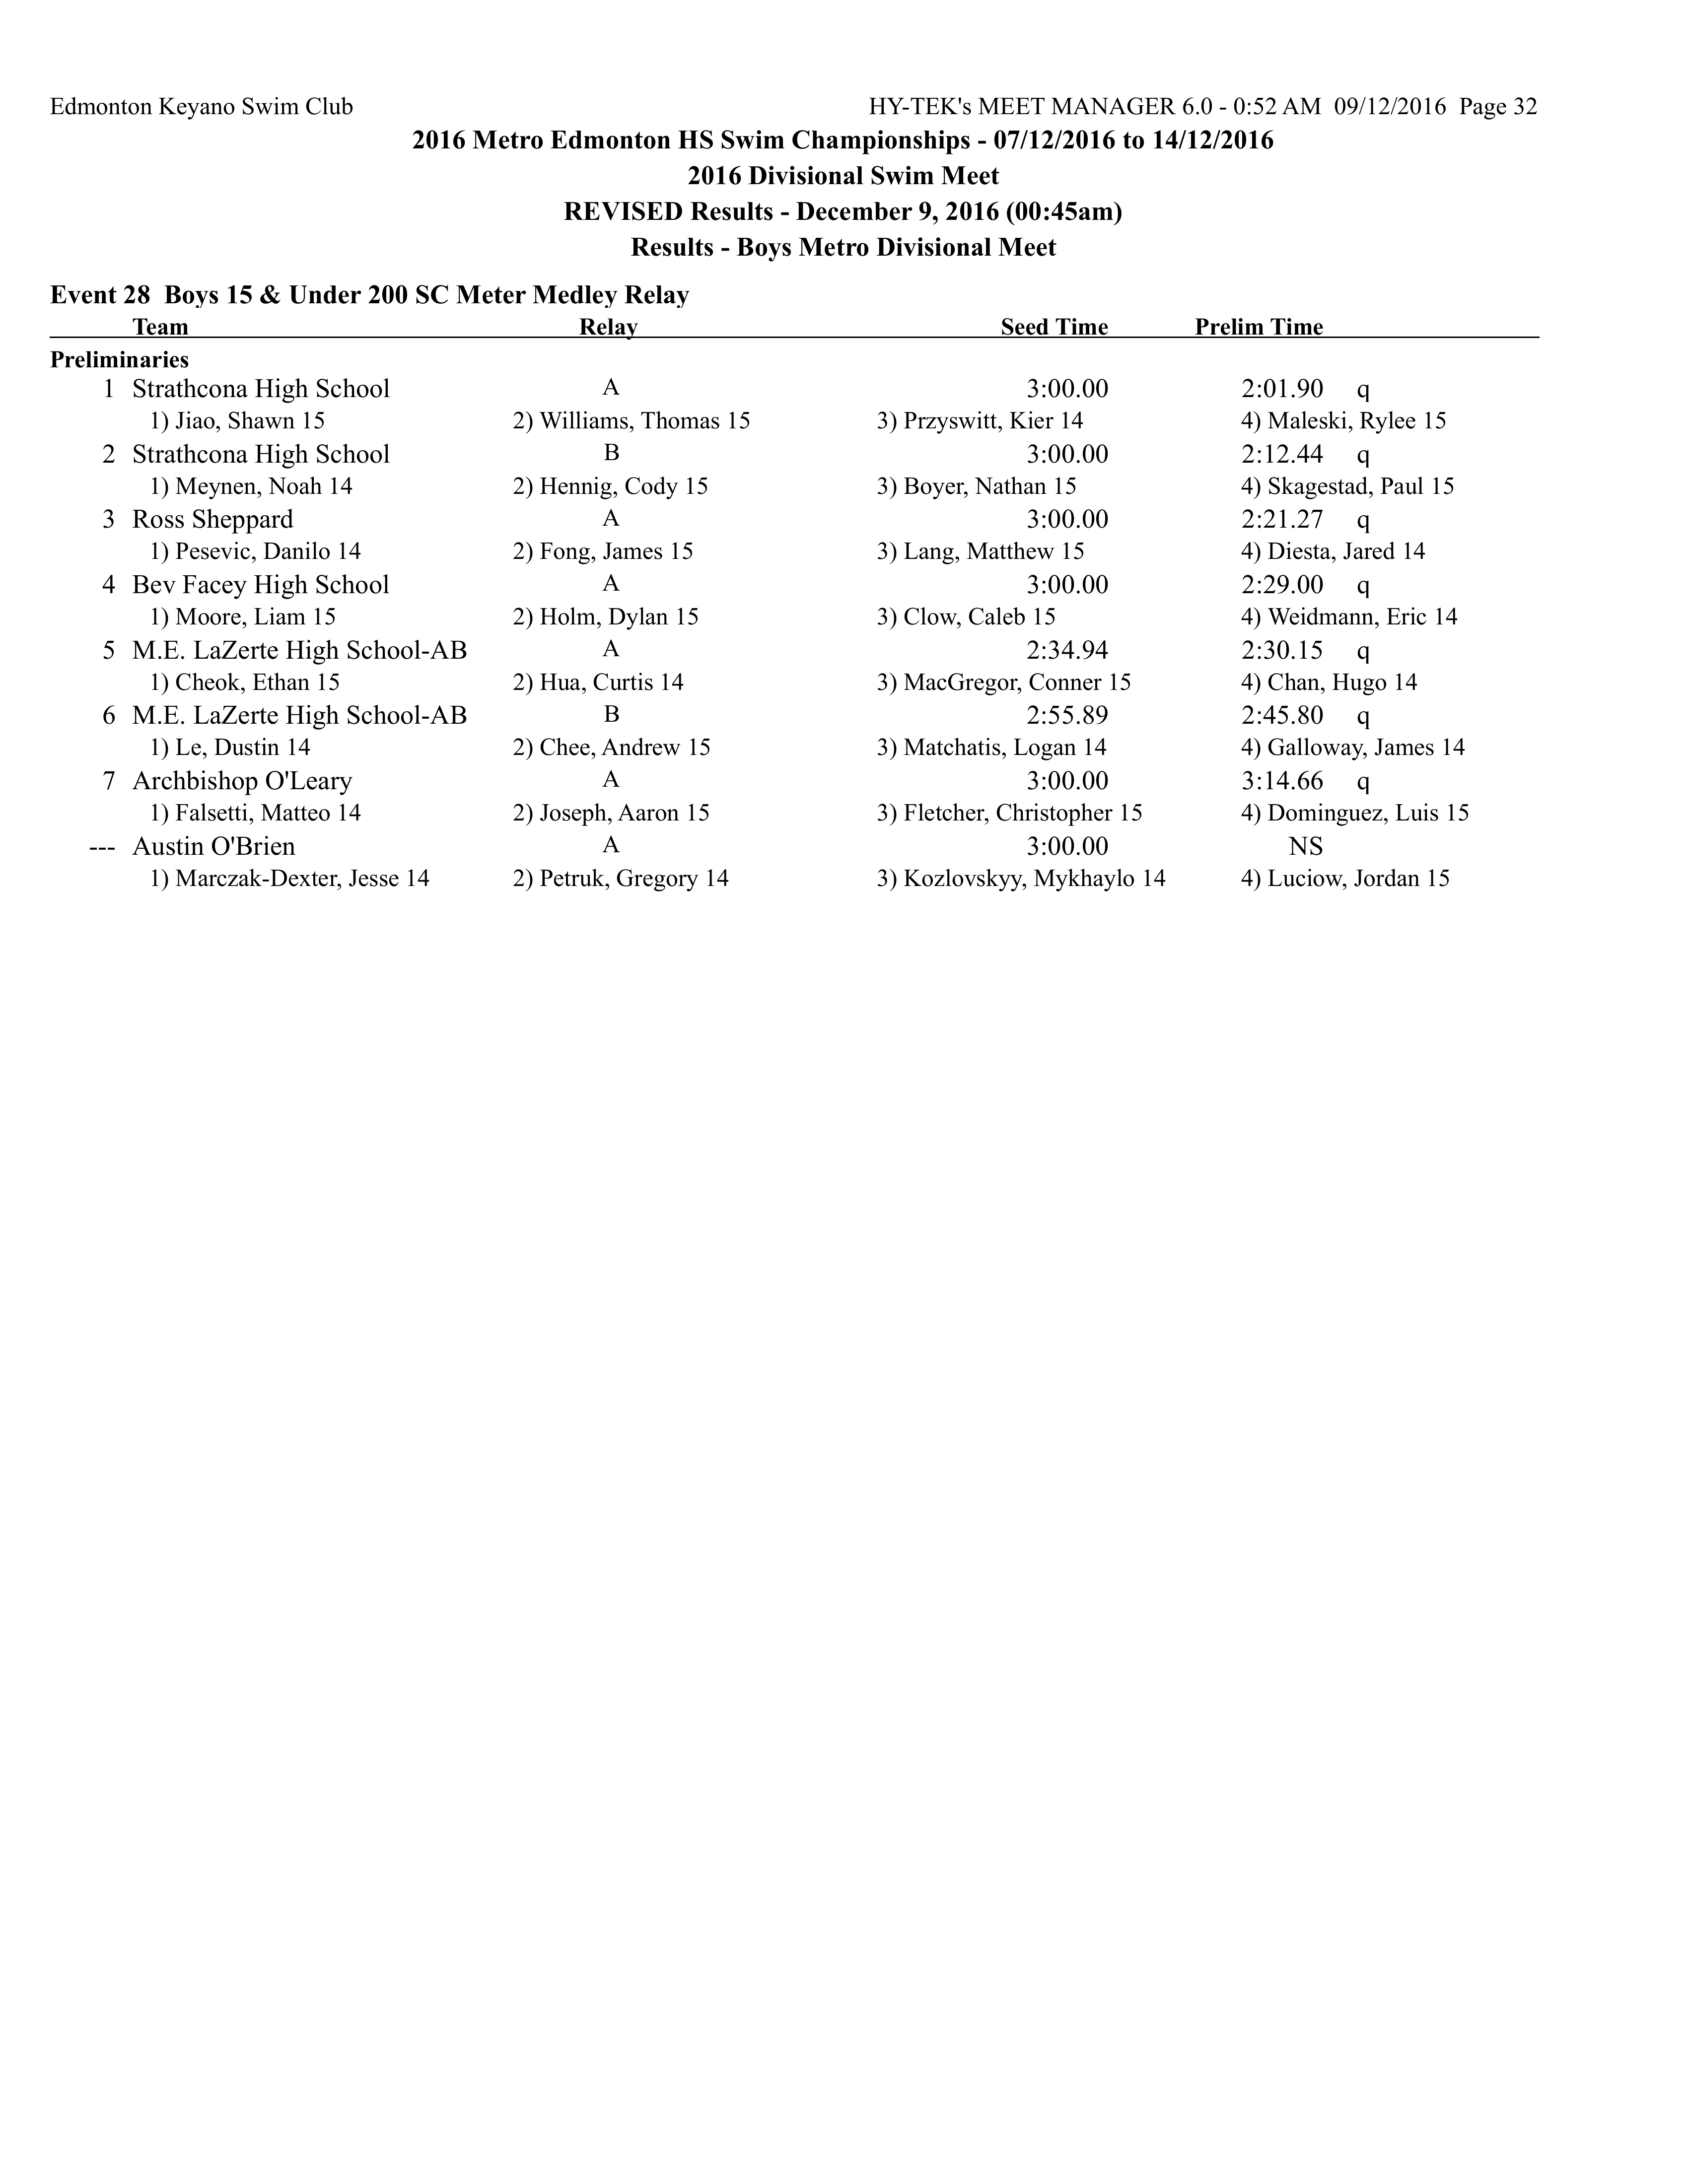 Edmonton Keyano Swim Club HY-TEK's MEET MANAGER 6.0 - 0:52 AM 09/12/2016 Page 32
2016 Metro Edmonton HS Swim Championships - 07/12/2016 to 14/12/2016
2016 Divisional Swim Meet
REVISED Results - December 9, 2016 (00:45am)
Results - Boys Metro Divisional Meet
Event 28 Boys 15 & Under 200 SC Meter Medley Relay
Team Relay Seed Time Prelim Time
Preliminaries
1 Strathcona High School A 3:00.00 2:01.90 q
1) Jiao, Shawn 15 2) Williams, Thomas 15 3) Przyswitt, Kier 14 4) Maleski, Rylee 15
2 Strathcona High School B 3:00.00 2:12.44 q
1) Meynen, Noah 14 2) Hennig, Cody 15 3) Boyer, Nathan 15 4) Skagestad, Paul 15
3 Ross Sheppard A 3:00.00 2:21.27 q
1) Pesevic, Danilo 14 2) Fong, James 15 3) Lang, Matthew 15 4) Diesta, Jared 14
4 Bev Facey High School A 3:00.00 2:29.00 q
1) Moore, Liam 15 2) Holm, Dylan 15 3) Clow, Caleb 15 4) Weidmann, Eric 14
5 M.E. LaZerte High School-AB A 2:34.94 2:30.15 q
1) Cheok, Ethan 15 2) Hua, Curtis 14 3) MacGregor, Conner 15 4) Chan, Hugo 14
6 M.E. LaZerte High School-AB B 2:55.89 2:45.80 q
1) Le, Dustin 14 2) Chee, Andrew 15 3) Matchatis, Logan 14 4) Galloway, James 14
7 Archbishop O'Leary A 3:00.00 3:14.66 q
1) Falsetti, Matteo 14 2) Joseph, Aaron 15 3) Fletcher, Christopher 15 4) Dominguez, Luis 15
--- Austin O'Brien A 3:00.00 NS
1) Marczak-Dexter, Jesse 14 2) Petruk, Gregory 14 3) Kozlovskyy, Mykhaylo 14 4) Luciow, Jordan 15